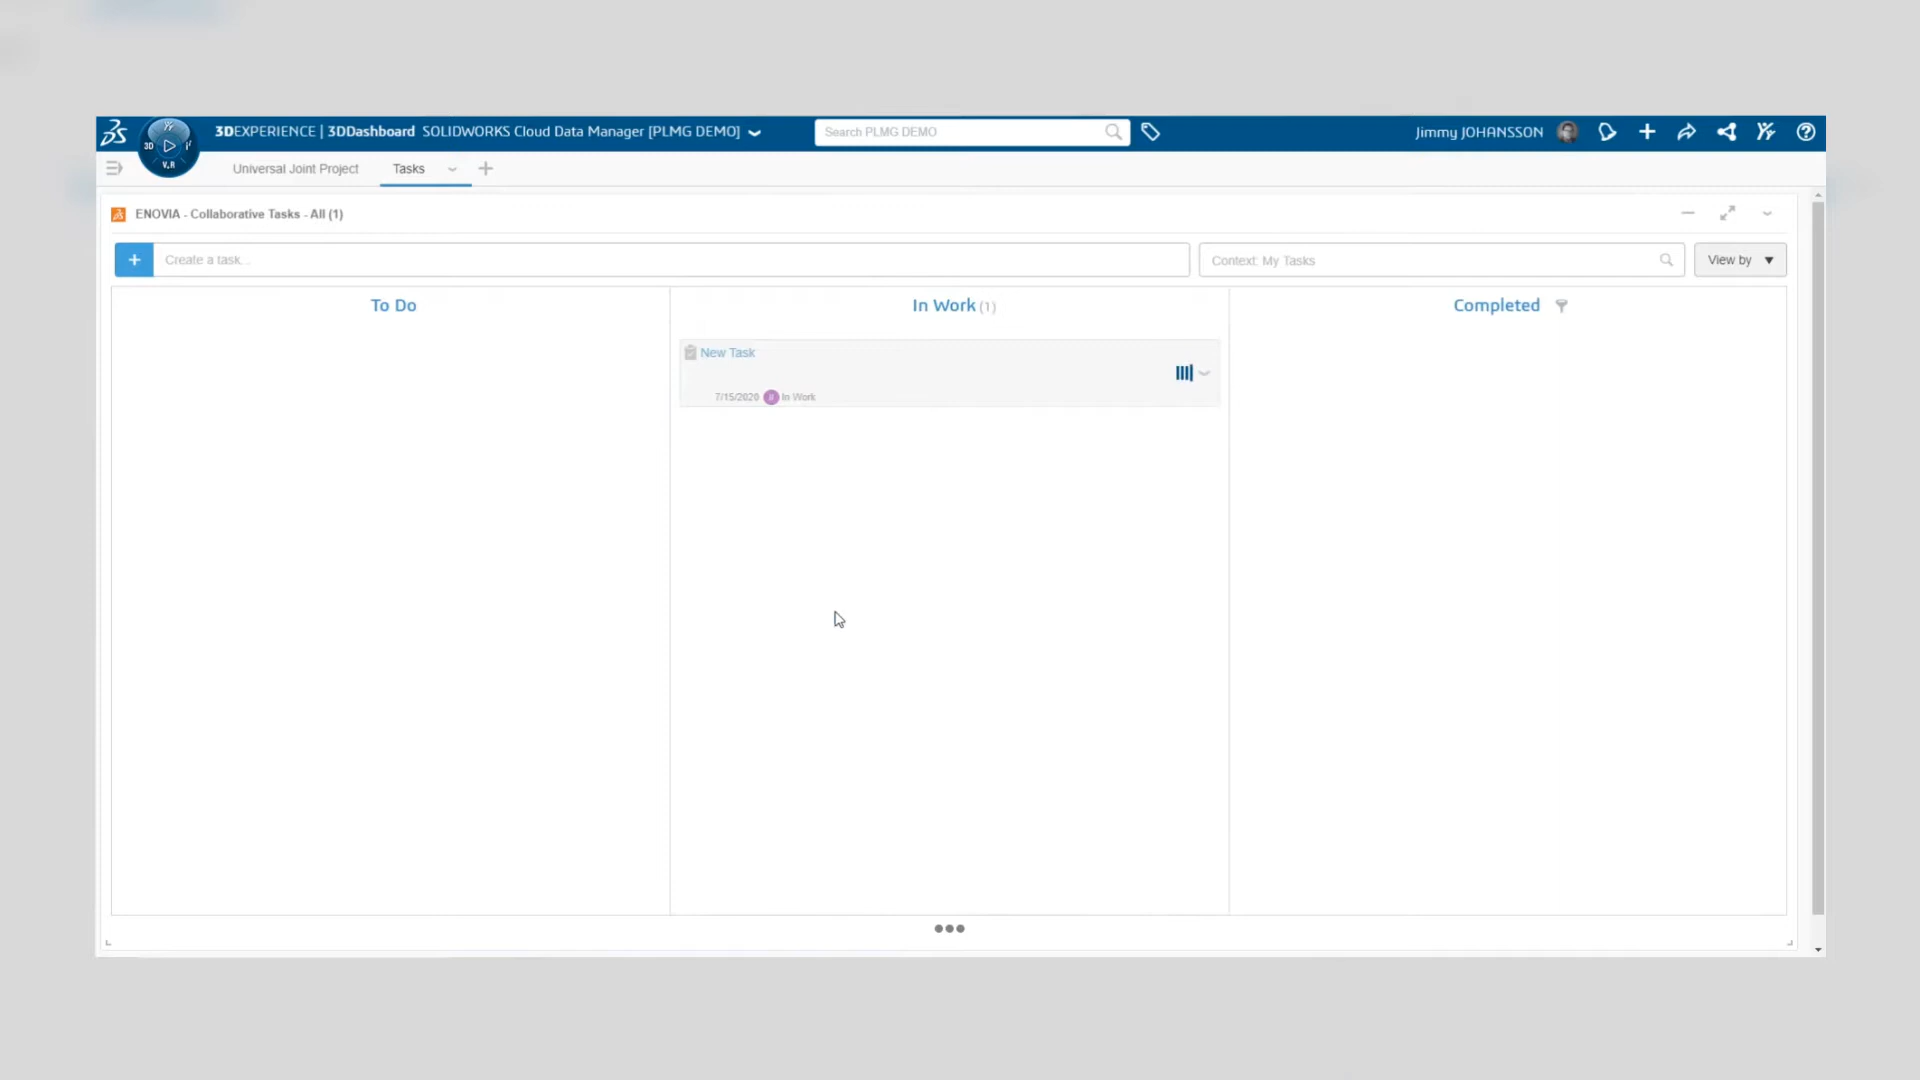 3DEXPERIENCE | 3DDashboard SOLIDWORKS Cloud Data Manager [PLMG DEMO]
Search PLMG DEMO
Jimmy JOHANSSON
3D
V.R
Universal Joint Project
Tasks
ENOVIA - Collaborative Tasks - All (1)
+ Create a task...
Context: My Tasks
View by
To Do
In Work (1)
Completed
New Task
7/15/2020 In Work